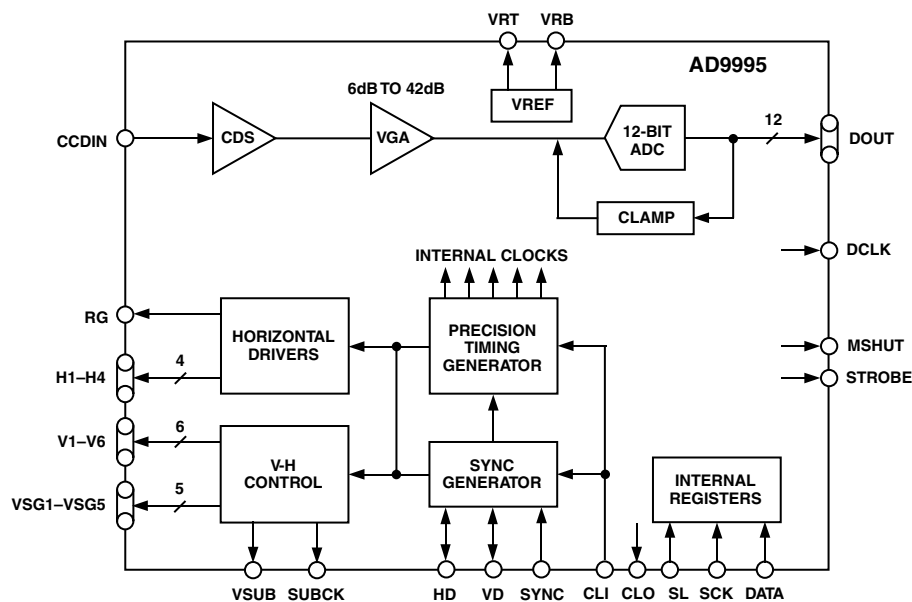 VRT VRB
AD9995
6dB TO 42dB
VREF
CCDIN
CDS
VGA
12-BIT
ADC
12
DOUT
CLAMP
DCLK
INTERNAL CLOCKS
RG
HORIZONTAL
DRIVERS
PRECISION
TIMING
GENERATOR
MSHUT
STROBE
H1–H4
4
V1–V6
6
V-H
CONTROL
SYNC
GENERATOR
INTERNAL
REGISTERS
VSG1–VSG5
5
VSUB SUBCK HD VD SYNC CLI CLO SL SCK DATA